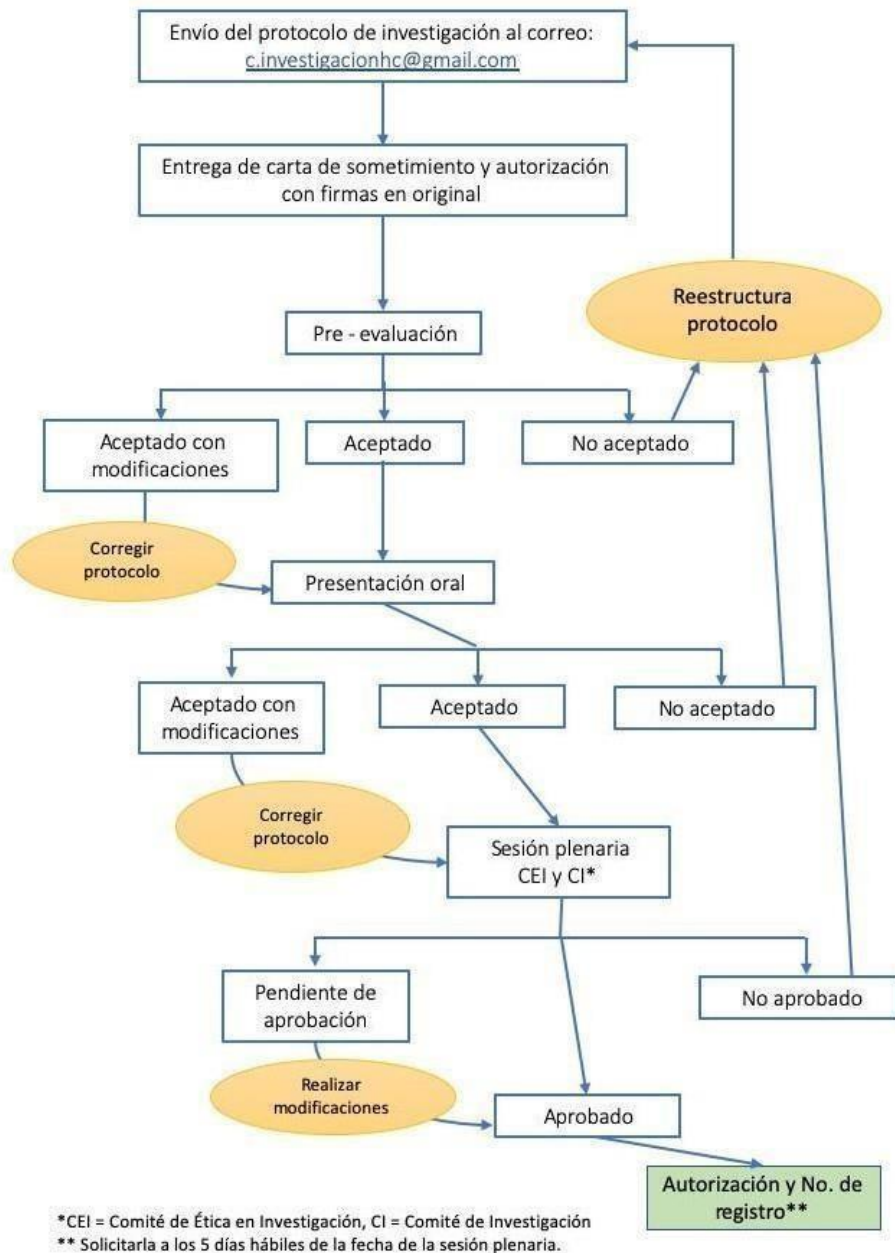 Envío del protocolo de investigación al correo:
c.investigacionhc@gmail.com
Entrega de carta de sometimiento y autorización
con firmas en original
Reestructura
protocolo
Pre - evaluación
Aceptado con
modificaciones
Aceptado
No aceptado
Corregir
protocolo
Presentación oral
Aceptado con
modificaciones
Aceptado
No aceptado
Corregir
protocolo
Sesión plenaria
CEI y CI*
Pendiente de
aprobación
No aprobado
Realizar
modificaciones
Aprobado
Autorización y No. de
registro**
*CEI = Comité de Ética en Investigación, CI = Comité de Investigación
** Solicitarla a los 5 días hábiles de la fecha de la sesión plenaria.